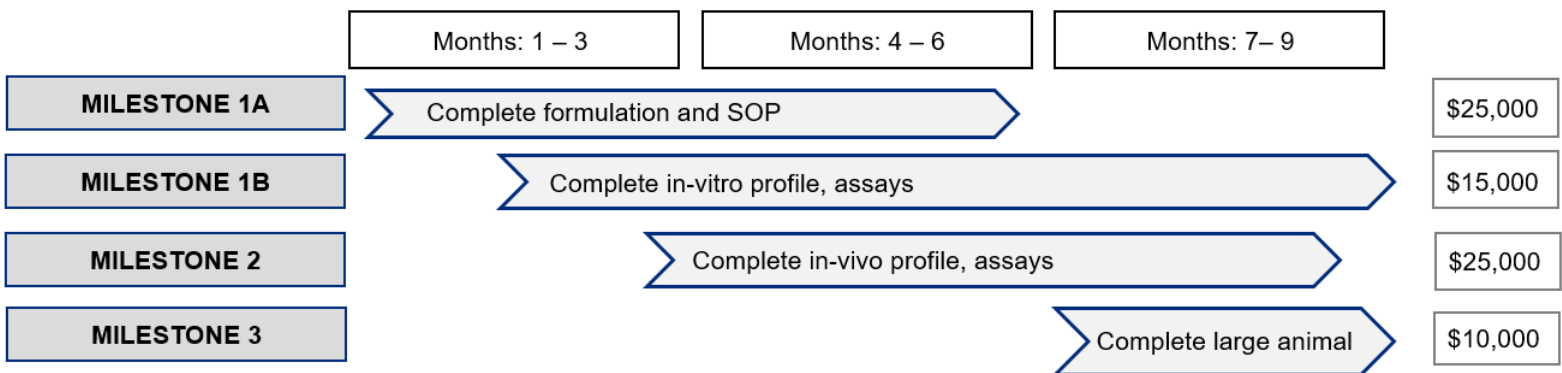 Months: 1 – 3
Months: 4 – 6
Months: 7– 9
MILESTONE 1A
Complete formulation and SOP
$25,000
MILESTONE 1B
Complete in-vitro profile, assays
$15,000
MILESTONE 2
Complete in-vivo profile, assays
$25,000
MILESTONE 3
Complete large animal
$10,000